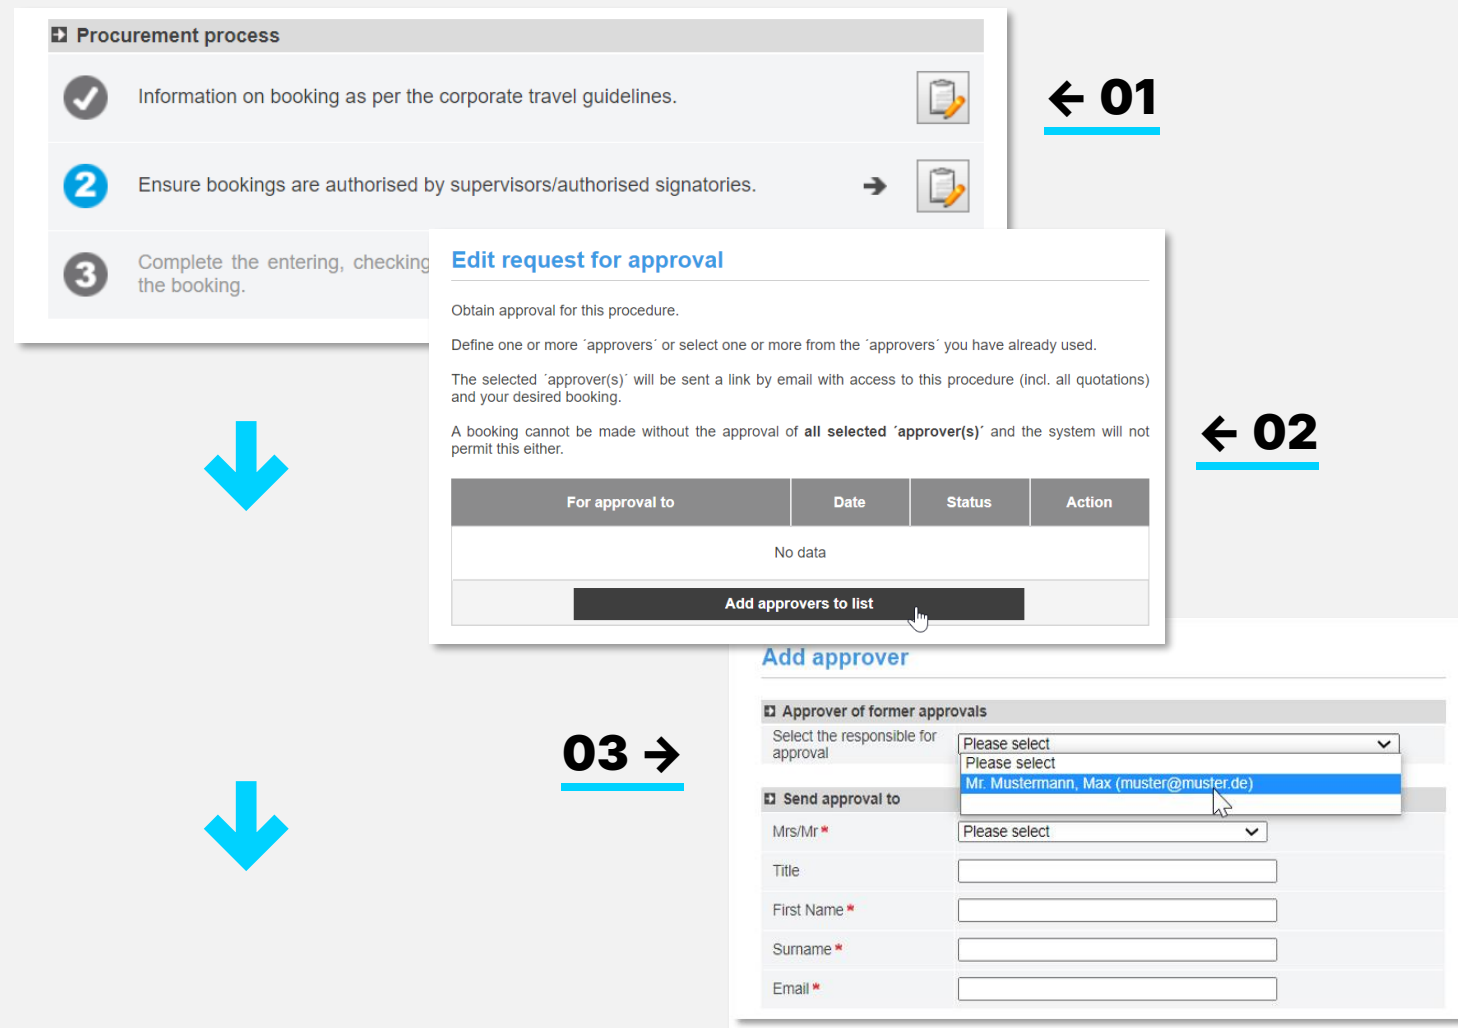 Procurement process
Information on booking as per the corporate travel guidelines.
← 01
2 Ensure bookings are authorised by supervisors/authorised signatories.
3 Complete the entering, checking
the booking.
Edit request for approval
Obtain approval for this procedure.
Define one or more ´approvers´ or select one or more from the ´approvers´ you have already used.
The selected ´approver(s)´ will be sent a link by email with access to this procedure (incl. all quotations)
and your desired booking.
A booking cannot be made without the approval of all selected ´approver(s)´ and the system will not
permit this either.
← 02
For approval to Date Status Action
No data
Add approvers to list
Add approver
03 →
Approver of former approvals
Select the responsible for
approval
Please select
Please select
Mr. Mustermann, Max (muster@muster.de)
Send approval to
Mrs/Mr * Please select
Title
First Name *
Surname *
Email *